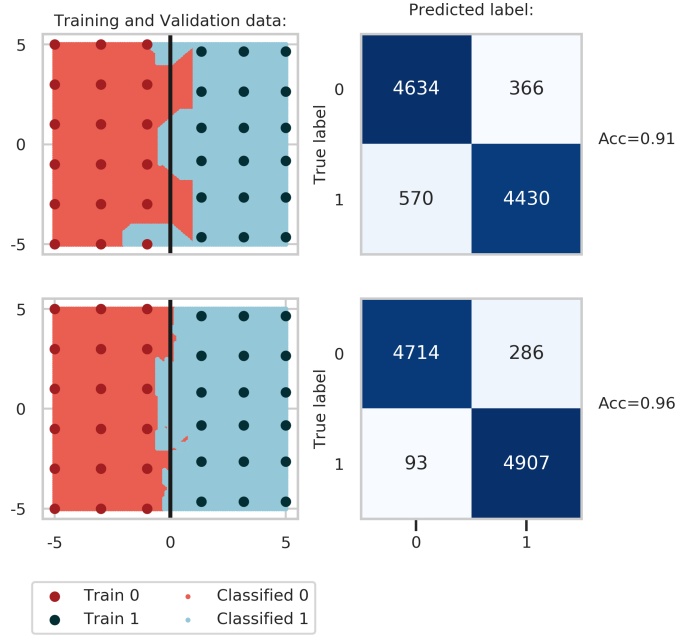 Training and Validation data:
Predicted label:
5
0
-5
True label
0
1
4634
366
570
4430
Acc=0.91
5
0
-5
-5
0
5
True label
0
1
4714
286
93
4907
0
1
Acc=0.96
Train 0
Classified 0
Train 1
Classified 1